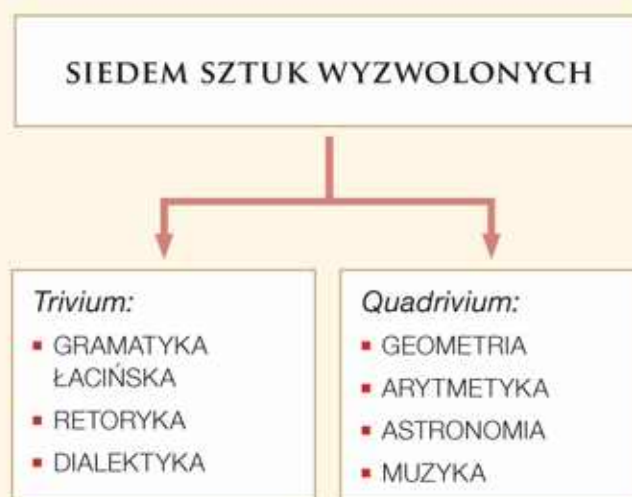 SIEDEM SZTUK WYZWOLONYCH
Trivium:
GRAMATYKA
ŁACIŃSKA
RETORYKA
DIALEKTYKA
Quadrivium:
GEOMETRIA
ARYTMETYKA
ASTRONOMIA
MUZYKA